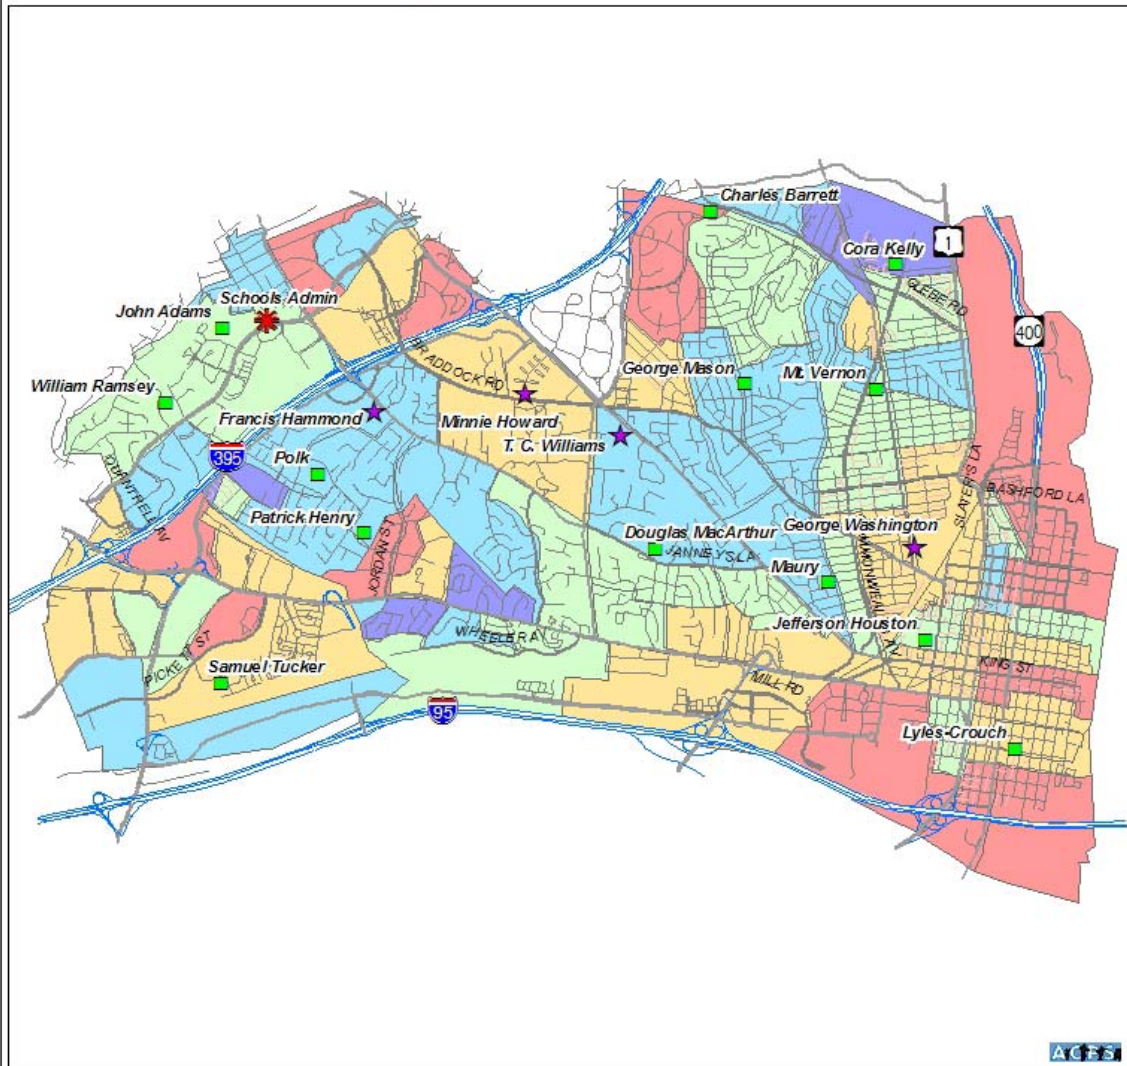 Charles Barrett
Cora Kelly
1
GLEBE RD
Schools Admin
John Adams
400
BRADDOCK RD
George Mason
Mt. Vernon
William Ramsey
Francis Hammond
Minnie Howard
T. C. Williams
395
Polk
QUANTRELL AV
SLATERS LA
BASHFORD LA
Patrick Henry
JORDAN ST
Douglas MacArthur
George Washington
JANNEYS LA
Maury
WHEELER A
Jefferson Houston
PICKETT ST
Samuel Tucker
KING ST
MILL RD
95
Lyles-Crouch
ACPS